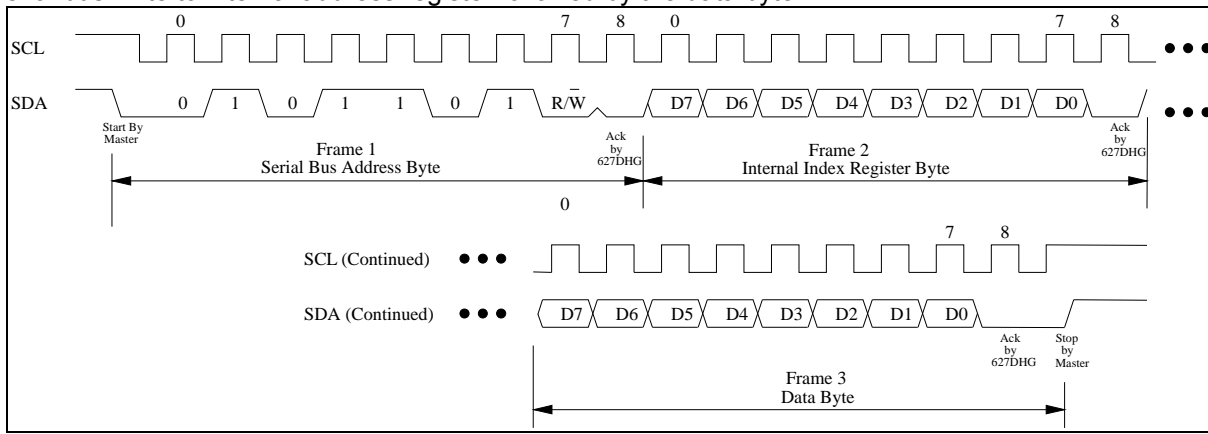 0 7 8 0 7 8
SCL
SDA 0 1 0 1 1 0 1 R/W D7 D6 D5 D4 D3 D2 D1 D0
Start By
Master
Ack
by
627DHG
Ack
by
627DHG
Frame 1
Serial Bus Address Byte
Frame 2
Internal Index Register Byte
0
7 8
SCL (Continued)
SDA (Continued) D7 D6 D5 D4 D3 D2 D1 D0
Ack
by
627DHG
Stop
by
Master
Frame 3
Data Byte